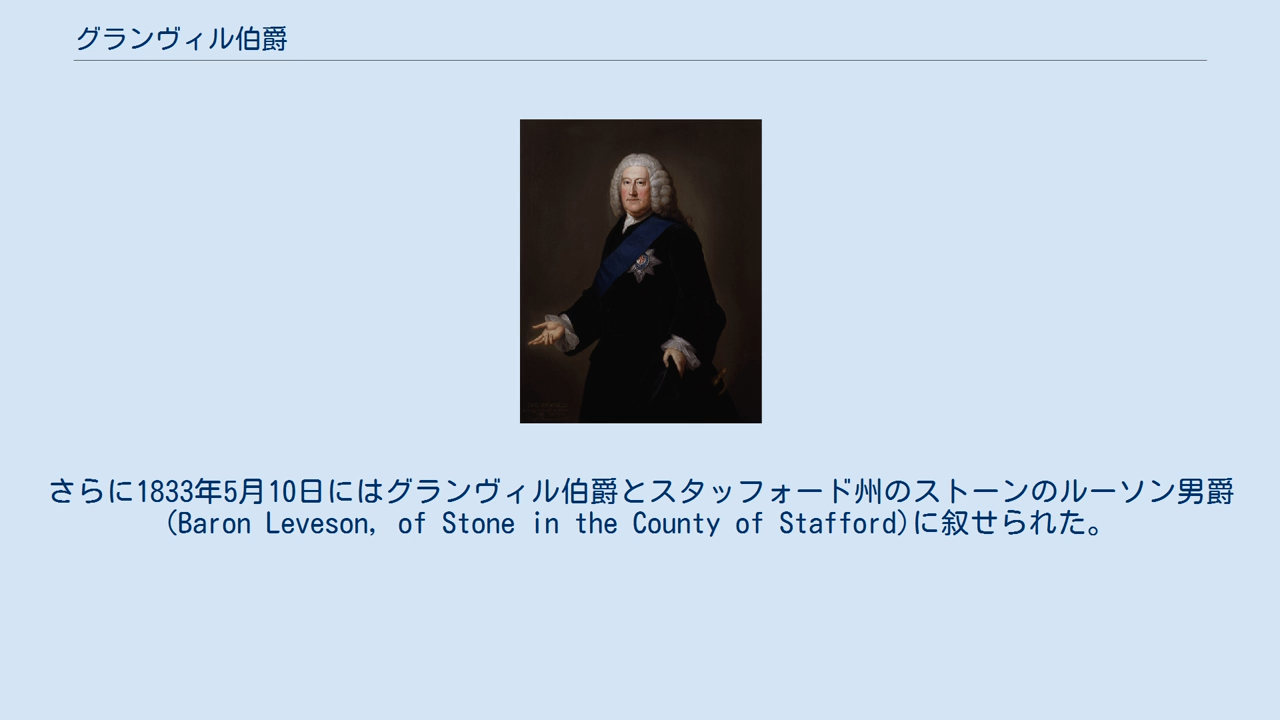 グランヴィル伯爵
さらに1833年5月10日にはグランヴィル伯爵とスタッフォード州のストーンのルーソン男爵
(Baron Leveson, of Stone in the County of Stafford)に叙せられた。